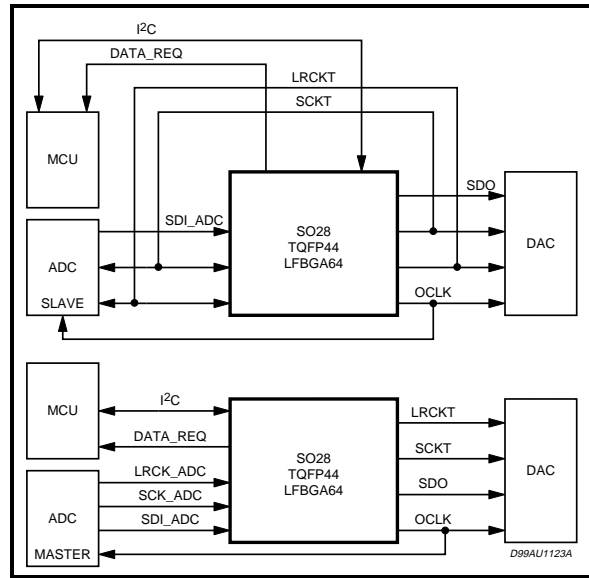 I²C
DATA_REQ
LRCKT
SCKT
MCU
SDO
SDI_ADC
SO28
TQFP44
LFBGA64
DAC
ADC
SLAVE
OCLK
MCU
I²C
DATA_REQ
LRCK_ADC
SCK_ADC
SDI_ADC
ADC
MASTER
SO28
TQFP44
LFBGA64
LRCKT
SCKT
SDO
OCLK
DAC
D99AU1123A